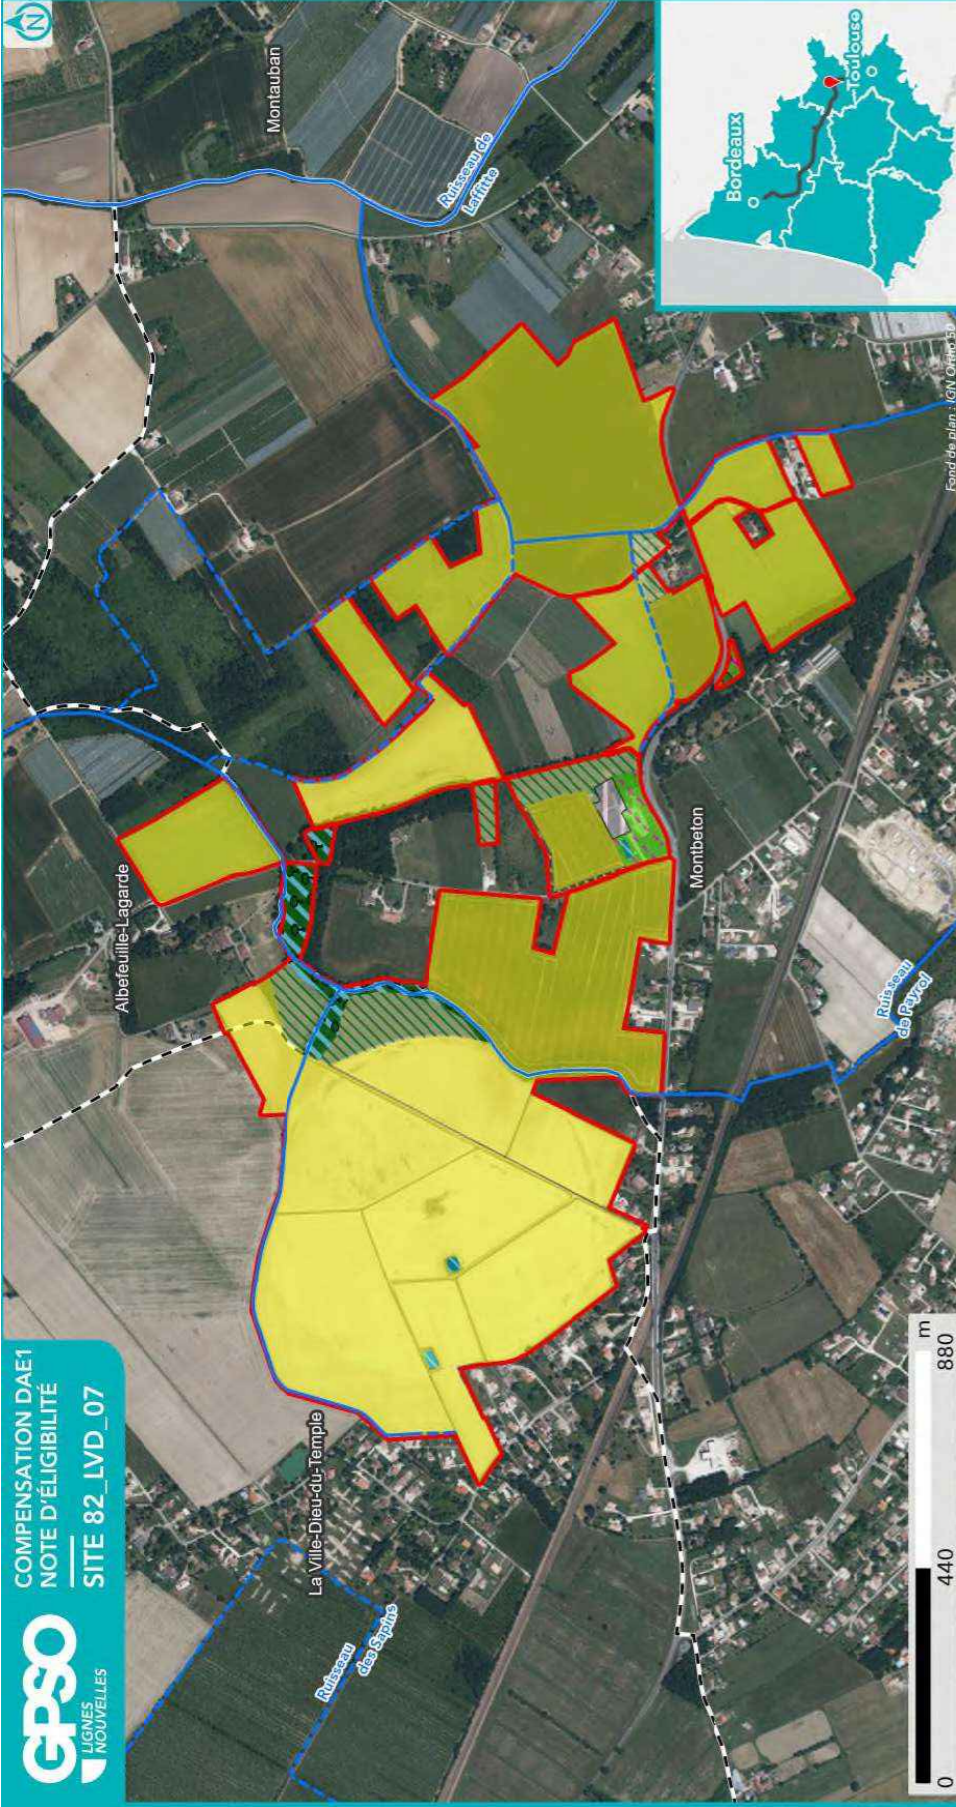 GPSO
LIGNES
NOUVELLES
COMPENSATION DAE1
NOTE D'ÉLIGIBILITÉ
SITE 82_LVD_07
N
Montauban
Ruisseau de
Laffitte
Albefeuille-Lagarde
La Ville-Dieu-du-Temple
Ruisseau
des Sapins
Montbeton
Ruisseau
de Payrol
Bordeaux
Toulouse
0
440
880
m
Fond de plan : IGN Ortho 50